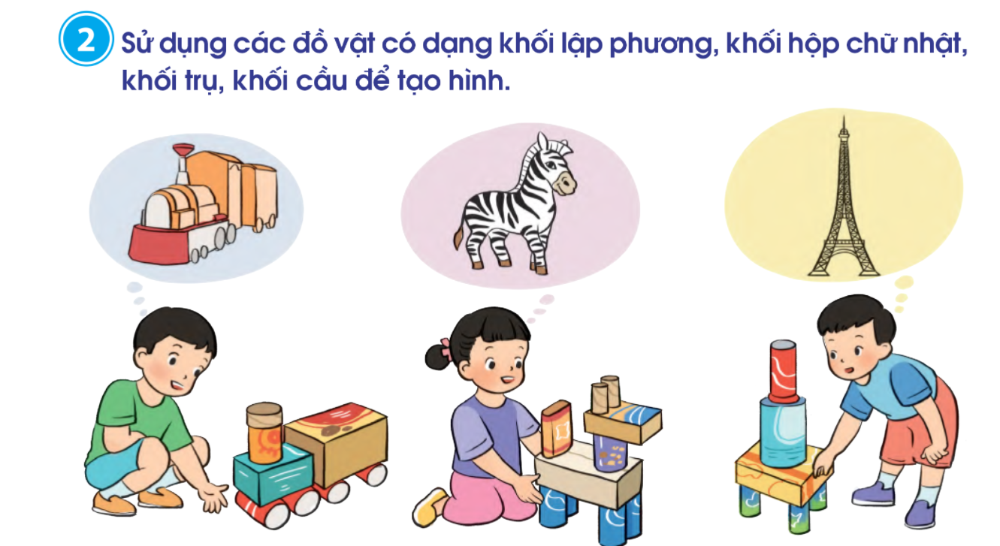 2 Sử dụng các đồ vật có dạng khối lập phương, khối hộp chữ nhật,
khối trụ, khối cầu để tạo hình.